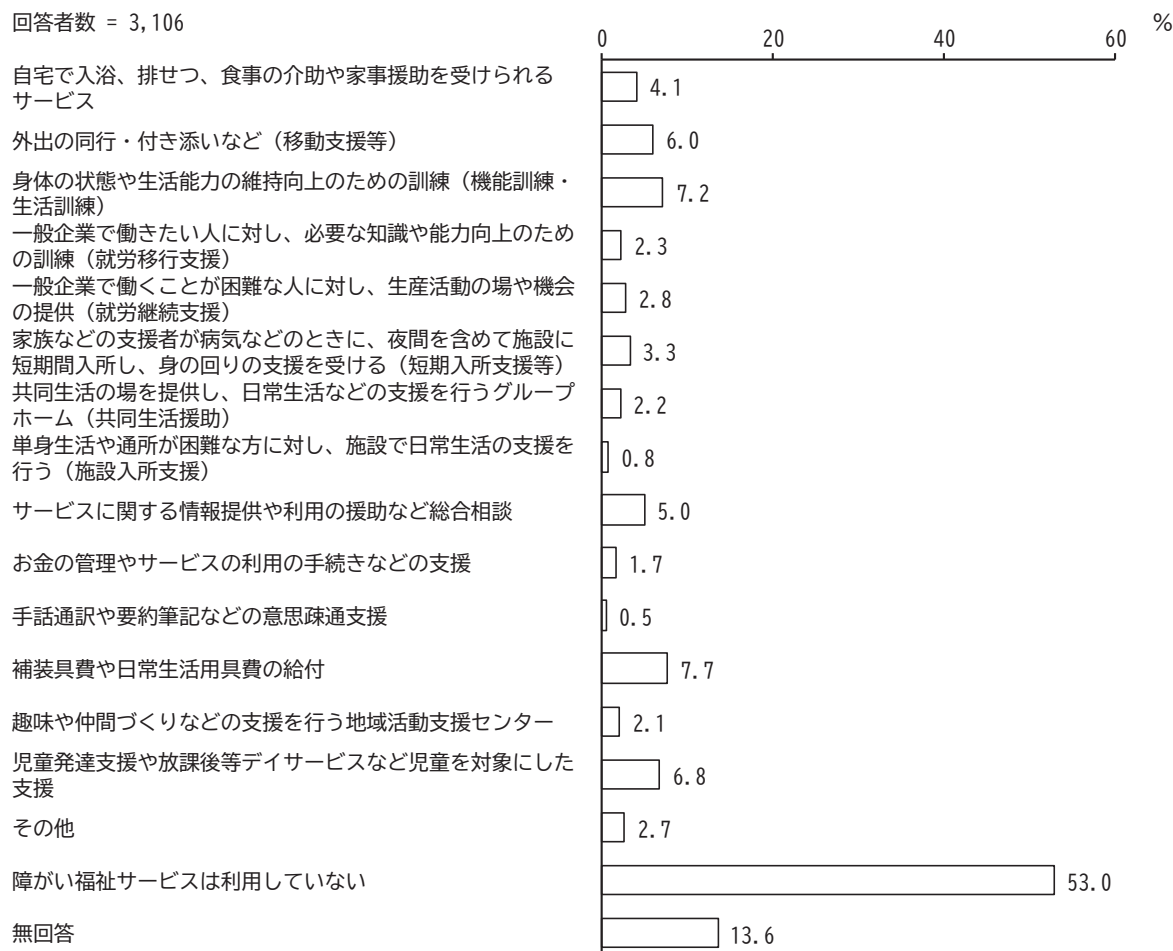 回答者数 = 3,106
%
0 20 40 60
自宅で入浴、排せつ、食事の介助や家事援助を受けられる
サービス
4.1
外出の同行・付き添いなど（移動支援等）
6.0
身体の状態や生活能力の維持向上のための訓練（機能訓練・
生活訓練）
7.2
一般企業で働きたい人に対し、必要な知識や能力向上のため
の訓練（就労移行支援）
2.3
一般企業で働くことが困難な人に対し、生産活動の場や機会
の提供（就労継続支援）
2.8
家族などの支援者が病気などのときに、夜間を含めて施設に
短期間入所し、身の回りの支援を受ける（短期入所支援等）
3.3
共同生活の場を提供し、日常生活などの支援を行うグループ
ホーム（共同生活援助）
2.2
単身生活や通所が困難な方に対し、施設で日常生活の支援を
行う（施設入所支援）
0.8
サービスに関する情報提供や利用の援助など総合相談
5.0
お金の管理やサービスの利用の手続きなどの支援
1.7
手話通訳や要約筆記などの意思疎通支援
0.5
補装具費や日常生活用具費の給付
7.7
趣味や仲間づくりなどの支援を行う地域活動支援センター
2.1
児童発達支援や放課後等デイサービスなど児童を対象にした
支援
6.8
その他
2.7
障がい福祉サービスは利用していない
53.0
無回答
13.6